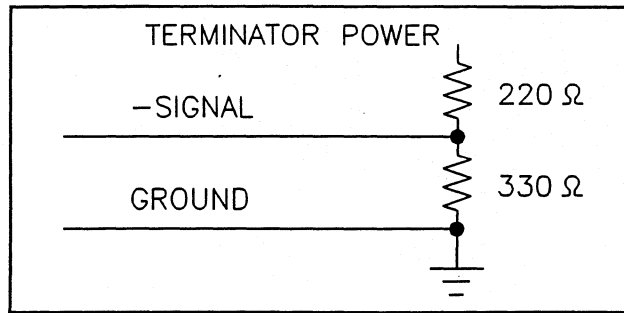 TERMINATOR POWER
220 Ω
-SIGNAL
330 Ω
GROUND